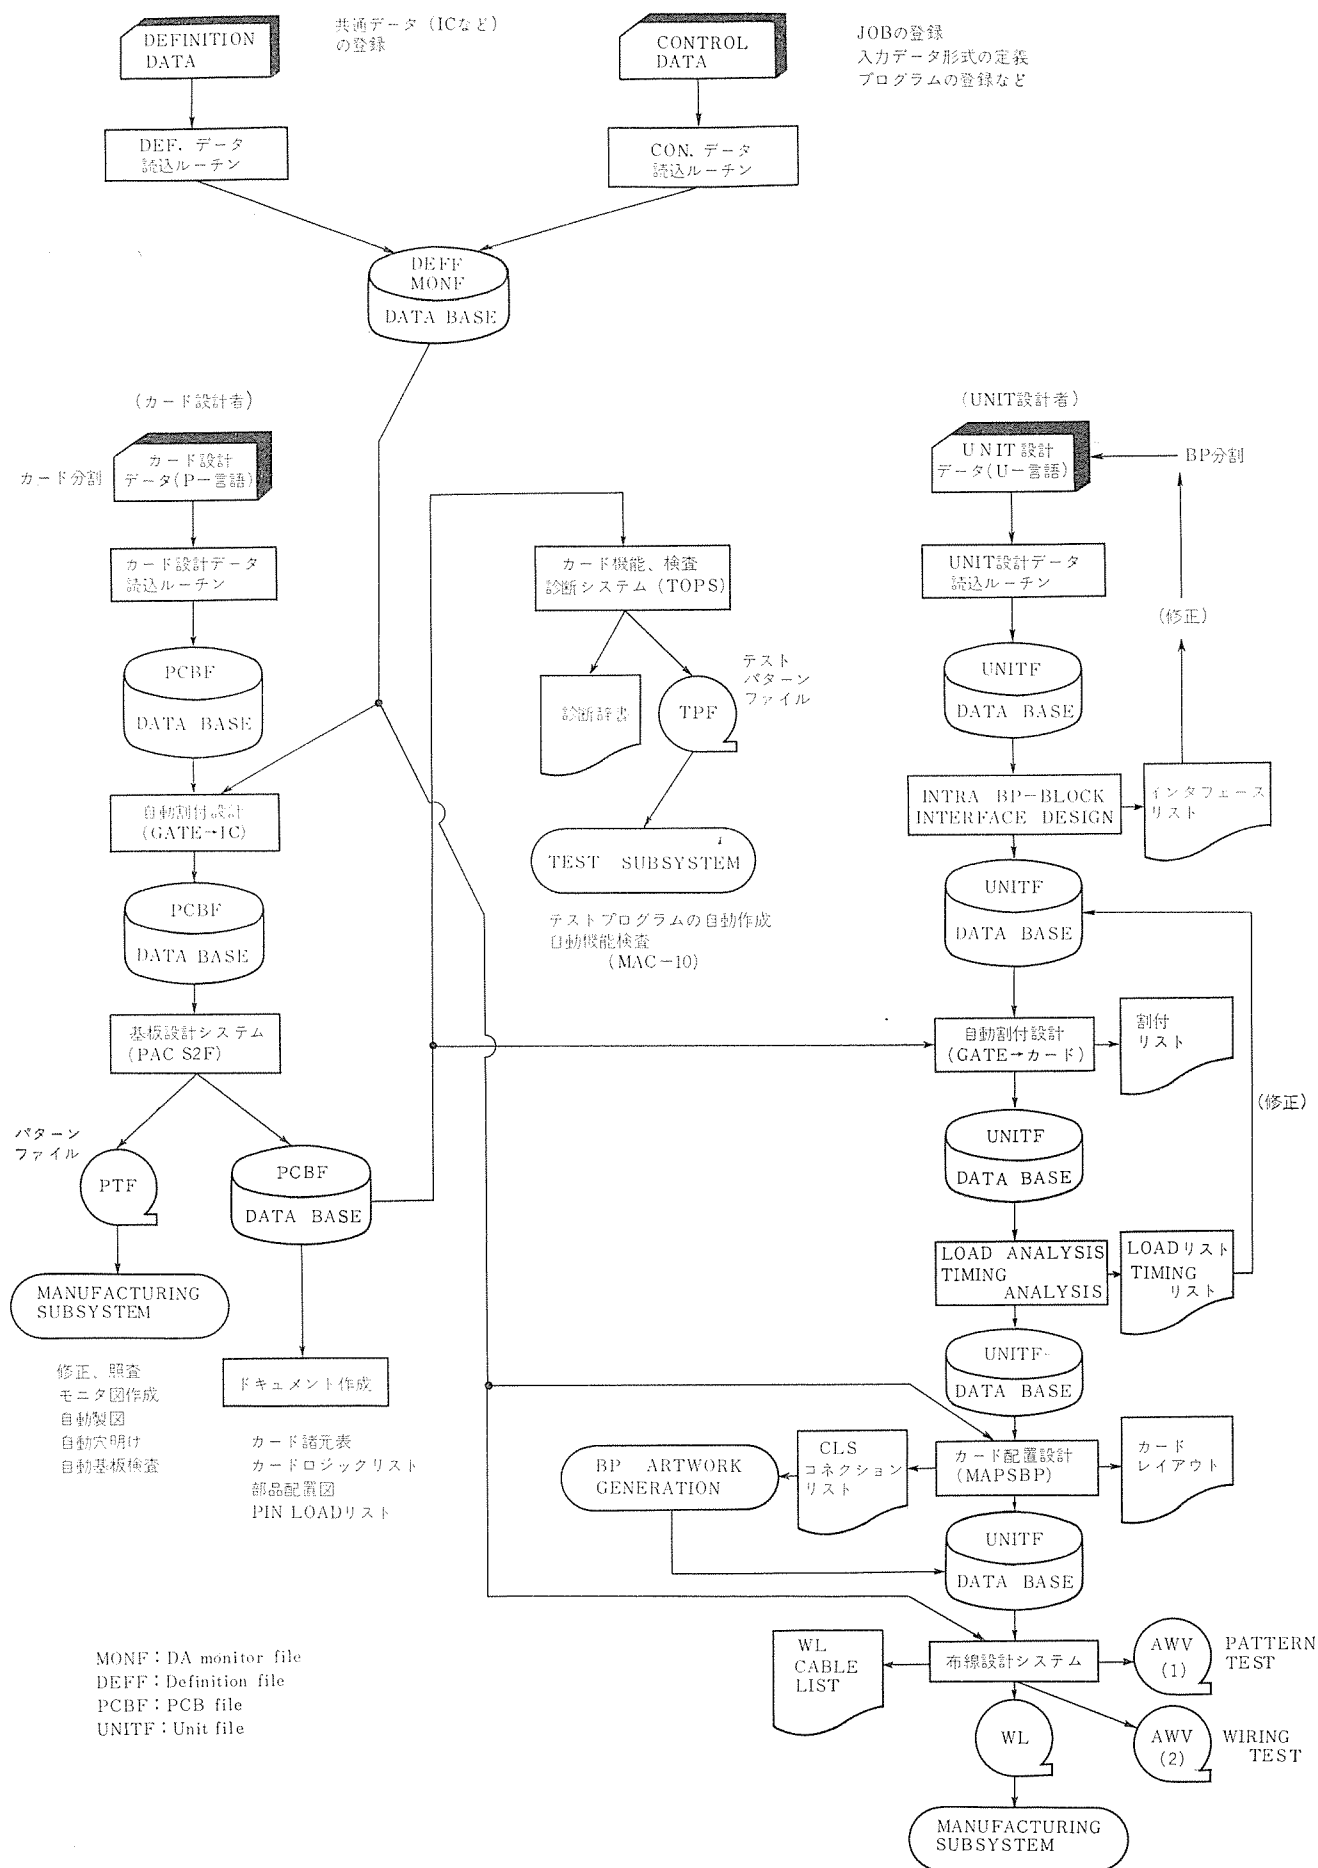 DEFINITION
DATA
共通データ（ICなど）
の登録
CONTROL
DATA
JOBの登録
入力データ形式の定義
プログラムの登録など
DEF. データ
読込ルーチン
CON. データ
読込ルーチン
DEFF
MONF
DATA BASE
(カード設計者)
カード分割
カード設計
データ(P－言語)
カード設計データ
読込ルーチン
PCBF
DATA BASE
自動割付設計
(GATE→IC)
PCBF
DATA BASE
基板設計システム
(PAC S2F)
パターン
ファイル
PTF
PCBF
DATA BASE
MANUFACTURING
SUBSYSTEM
修正、照査
モニタ図作成
自動製図
自動穴明け
自動基板検査
ドキュメント作成
カード諸元表
カードロジックリスト
部品配置図
PIN LOADリスト
カード機能、検査
診断システム (TOPS)
診断辞書
TPF
テスト
パターン
ファイル
TEST SUBSYSTEM
テストプログラムの自動作成
自動機能検査
(MAC－10)
(UNIT設計者)
UNIT設計
データ(U－言語)
BP分割
UNIT設計データ
読込ルーチン
(修正)
UNITF
DATA BASE
INTRA BP－BLOCK
INTERFACE DESIGN
インタフェース
リスト
UNITF
DATA BASE
自動割付設計
(GATE→カード)
割付
リスト
(修正)
UNITF
DATA BASE
LOAD ANALYSIS
TIMING
ANALYSIS
LOADリスト
TIMING
リスト
UNITF
DATA BASE
カード配置設計
(MAPSBP)
カード
レイアウト
CLS
コネクション
リスト
BP ARTWORK
GENERATION
UNITF
DATA BASE
布線設計システム
WL
CABLE
LIST
AWV
(1)
PATTERN
TEST
WL
AWV
(2)
WIRING
TEST
MANUFACTURING
SUBSYSTEM
MONF：DA monitor file
DEFF：Definition file
PCBF：PCB file
UNITF：Unit file